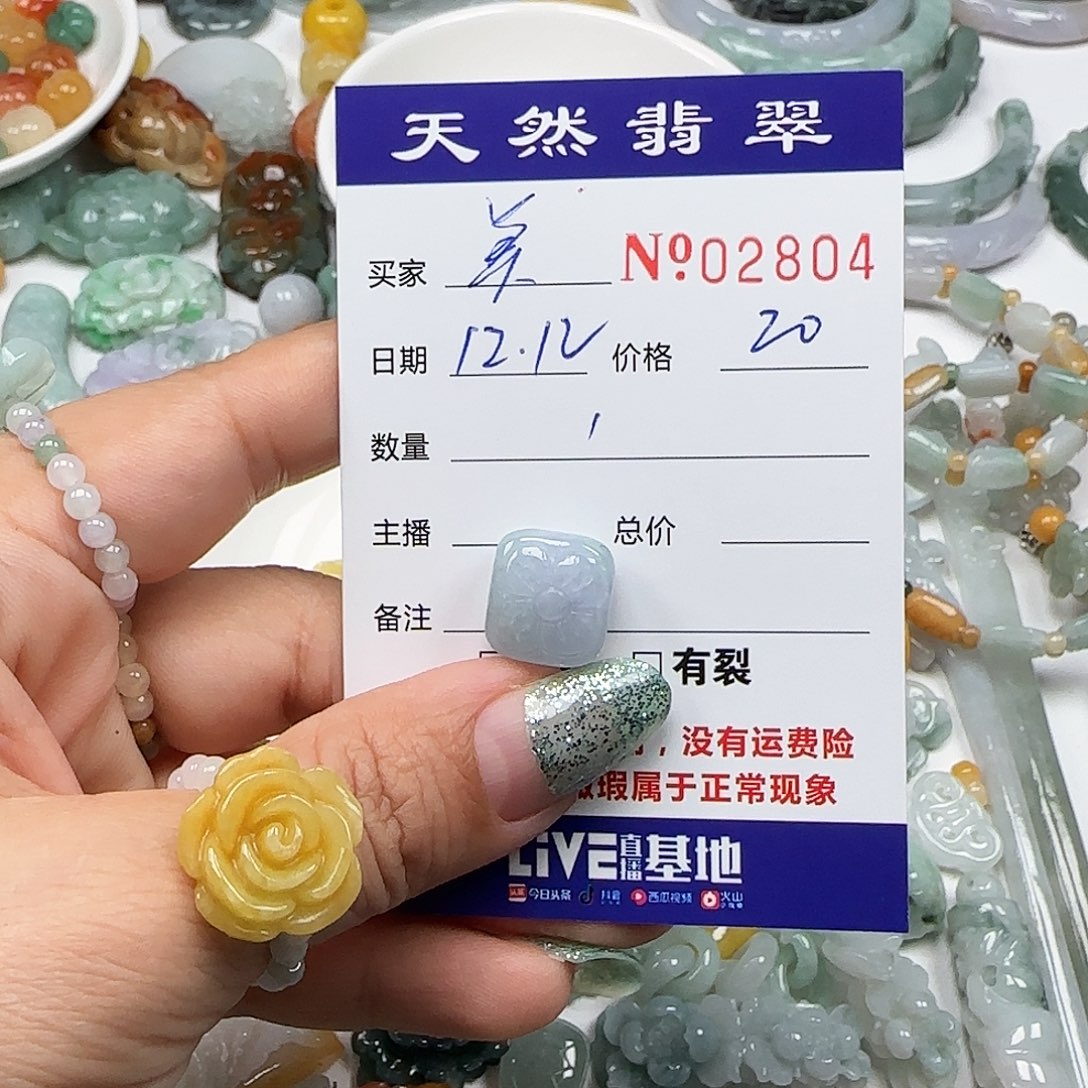 天然翡翠
买家 美 Nº02804
日期 12.12 价格 20
数量 1
主播 总价
备注
有裂
，没有运费险
瑕属于正常现象
LIVE直播基地
头条 今日头条 抖音 西瓜视频 火山